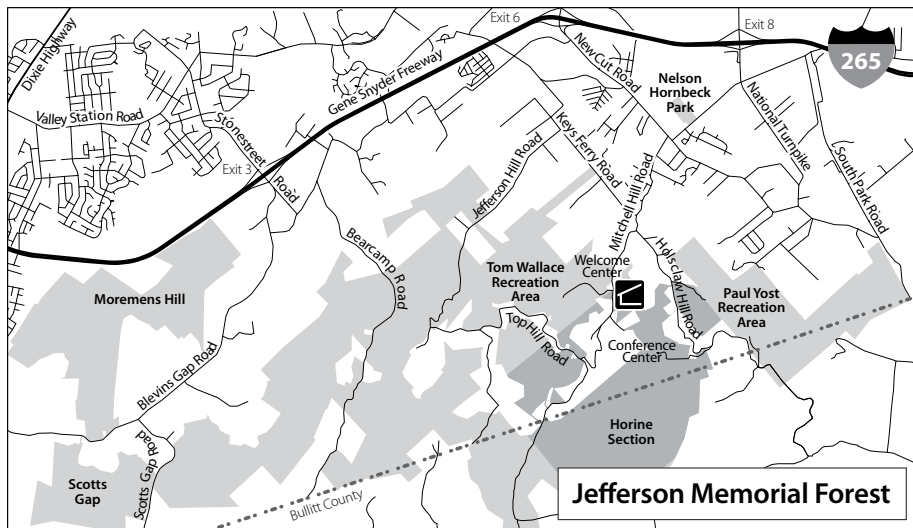 Exit 6
Exit 8
Dixie Highway
265
Gene Snyder Freeway
New Cut Road
Nelson
Hornbeck
Park
National Turnpike
Valley Station Road
Stonestreet
Road
Exit 3
Keys Ferry Road
Jefferson Hill Road
Mitchell Hill Road
South Park Road
Bearcamp Road
Holsclaw Hill Road
Welcome
Center
Tom Wallace
Recreation
Area
Moremens Hill
Paul Yost
Recreation
Area
Top Hill Road
Conference
Center
Blevins Gap Road
Horine
Section
Scotts Gap Road
Scotts
Gap
Bullitt County
Jefferson Memorial Forest